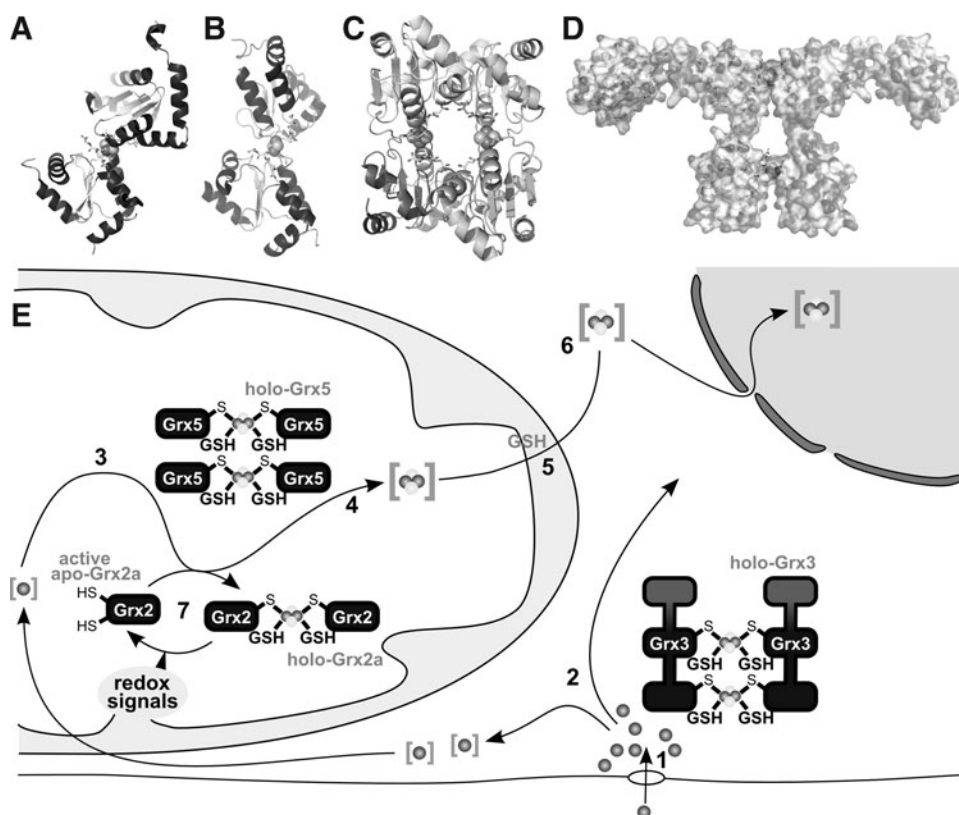 A B C D
E
6
holo-Grx5
S S
Grx5 Grx5
GSH GSH
S S
Grx5 Grx5
GSH GSH
3
GSH
5
4
holo-Grx3
active
apo-Grx2a
HS
Grx2
HS
7
S S
Grx2 Grx2
GSH GSH
holo-Grx2a
redox
signals
S S
Grx3 Grx3
GSH GSH
S S
GSH GSH
2
1